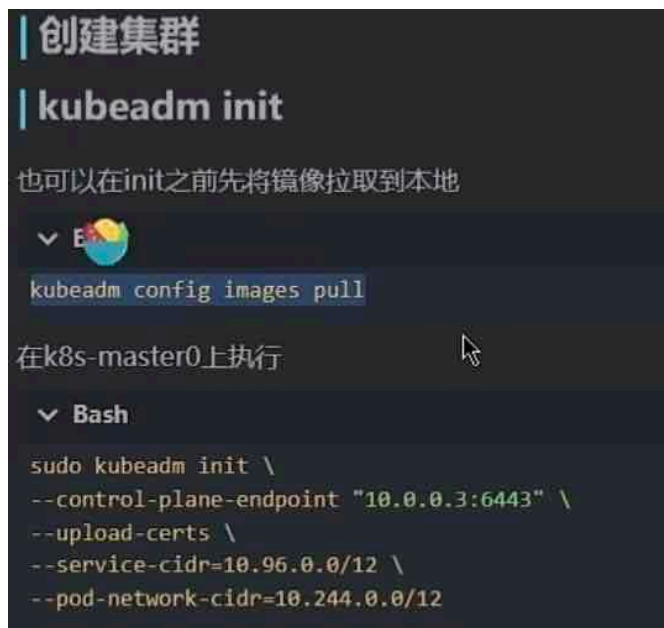 创建集群
kubeadm init
也可以在init之前先将镜像拉取到本地
kubeadm config images pull
在k8s-master0上执行
Bash
sudo kubeadm init \
--control-plane-endpoint "10.0.0.3:6443" \
--upload-certs \
--service-cidr=10.96.0.0/12 \
--pod-network-cidr=10.244.0.0/12